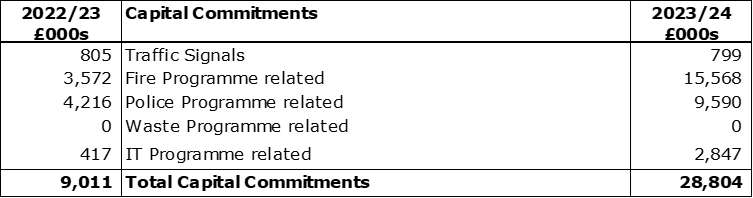 2022/23 Capital Commitments 2023/24
£000s £000s
805 Traffic Signals 799
3,572 Fire Programme related 15,568
4,216 Police Programme related 9,590
0 Waste Programme related 0
417 IT Programme related 2,847
9,011 Total Capital Commitments 28,804